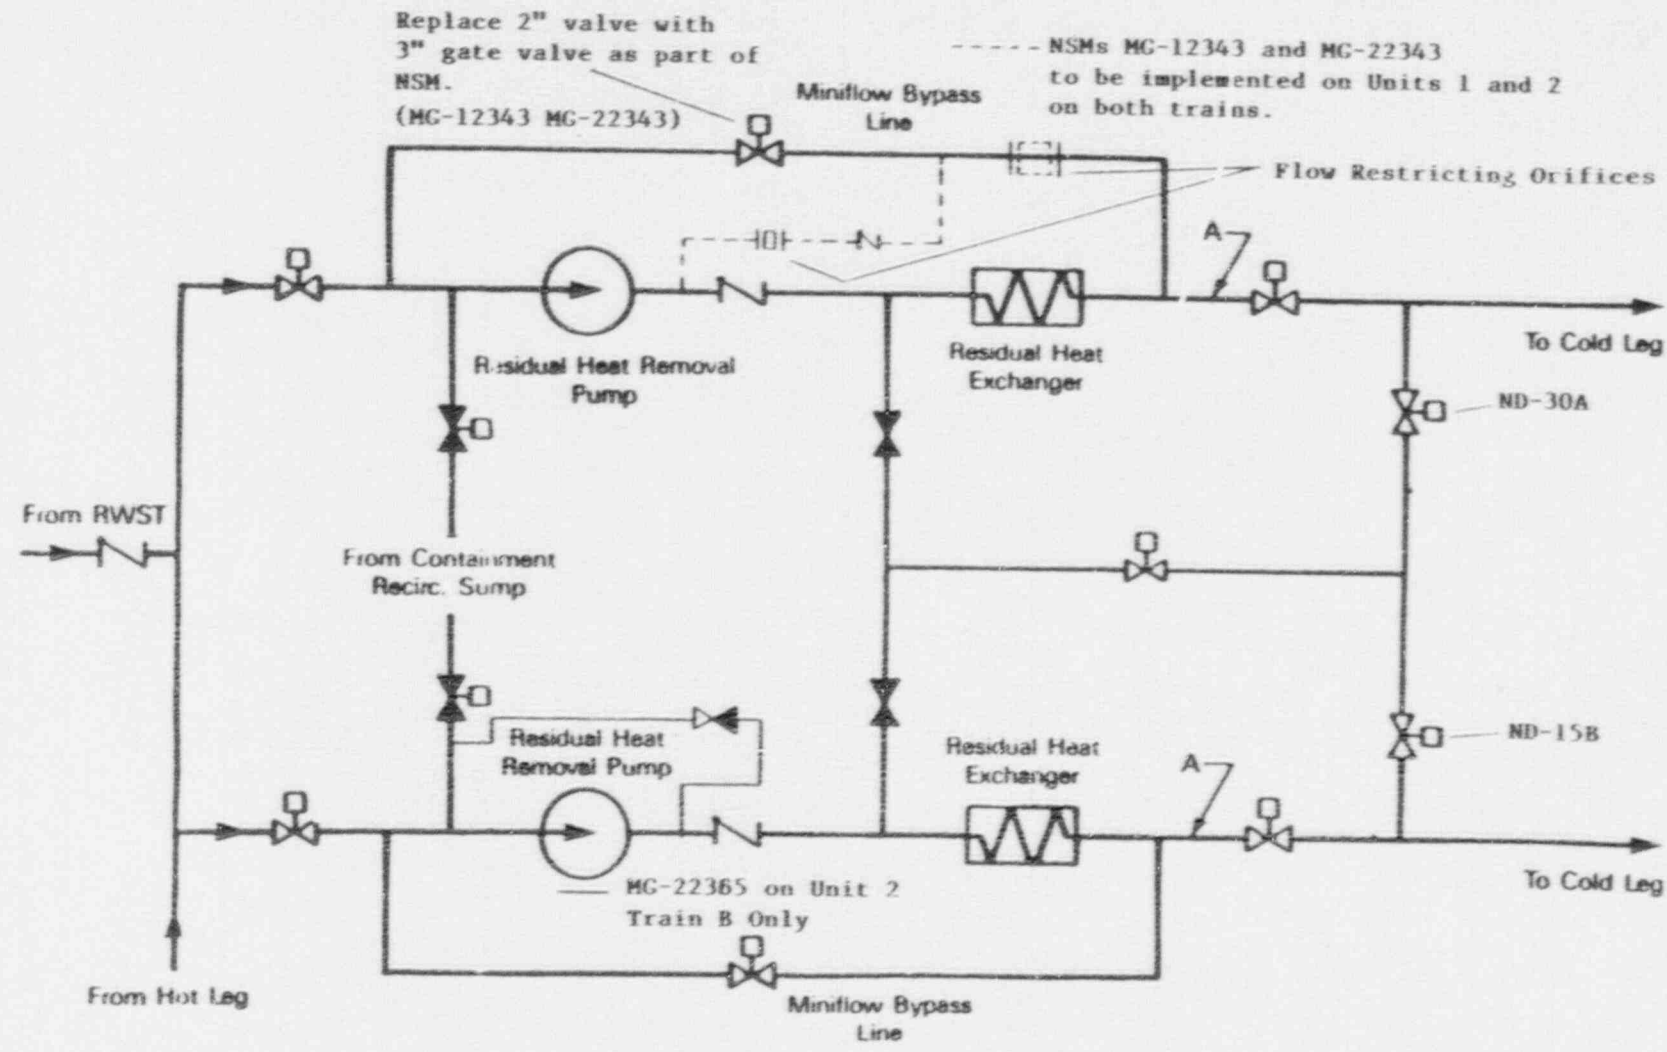 Replace 2" valve with
3" gate valve as part of
NSM.
(MG-12343 MG-22343)
-----NSMs MG-12343 and MG-22343
to be implemented on Units 1 and 2
on both trains.
Miniflow Bypass
Line
Flow Restricting Orifices
A
To Cold Leg
Residual Heat Removal
Pump
Residual Heat
Exchanger
ND-30A
From RWST
From Containment
Recirc. Sump
Residual Heat
Removal Pump
Residual Heat
Exchanger
A
ND-15B
MG-22365 on Unit 2
Train B Only
To Cold Leg
From Hot Leg
Miniflow Bypass
Line